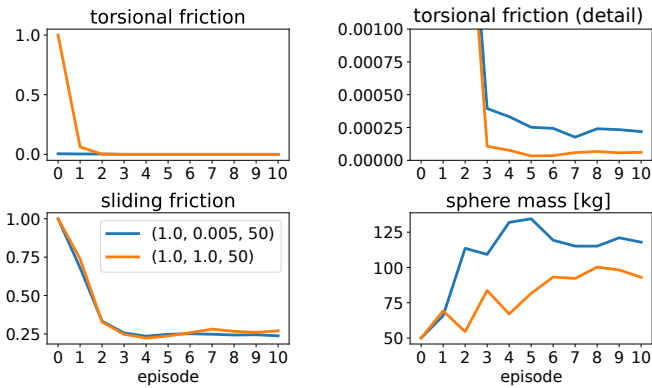 torsional friction
1.0
0.5
0.0
0 1 2 3 4 5 6 7 8 9 10
torsional friction (detail)
0.00100
0.00075
0.00050
0.00025
0.00000
0 1 2 3 4 5 6 7 8 9 10
sliding friction
1.00
0.75
0.50
0.25
(1.0, 0.005, 50)
(1.0, 1.0, 50)
0 1 2 3 4 5 6 7 8 9 10
episode
sphere mass [kg]
125
100
75
50
0 1 2 3 4 5 6 7 8 9 10
episode